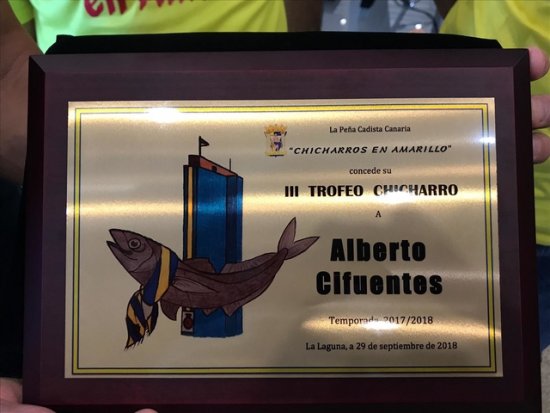 La Peña Cadista Canaria
"CHICHARROS EN AMARILLO"
concede su
III TROFEO CHICHARRO
A
Alberto
Cifuentes
Temporada 2017/2018
La Laguna, a 29 de septiembre de 2018